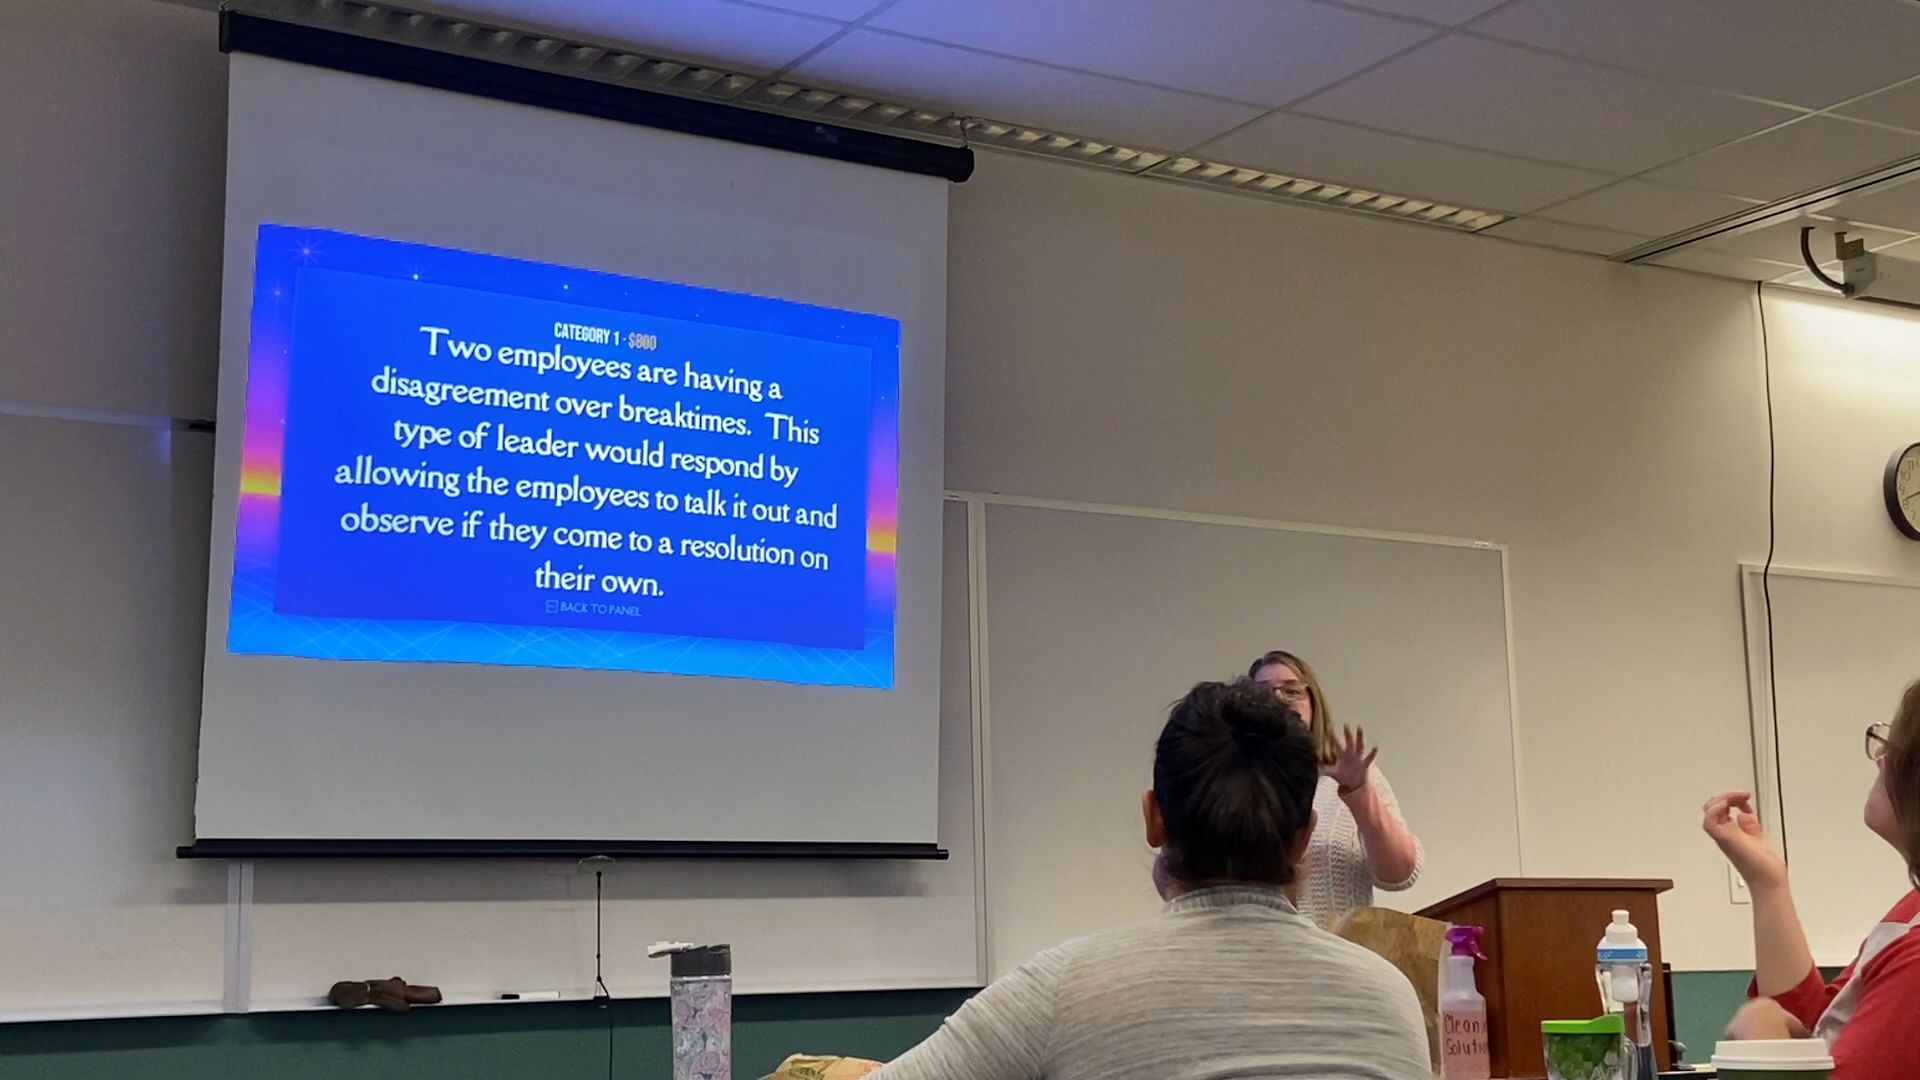 CATEGORY 1 - $800
Two employees are having a
disagreement over breaktimes.  This
type of leader would respond by
allowing the employees to talk it out and
observe if they come to a resolution on
their own.
BACK TO PANEL
Clean
Solut